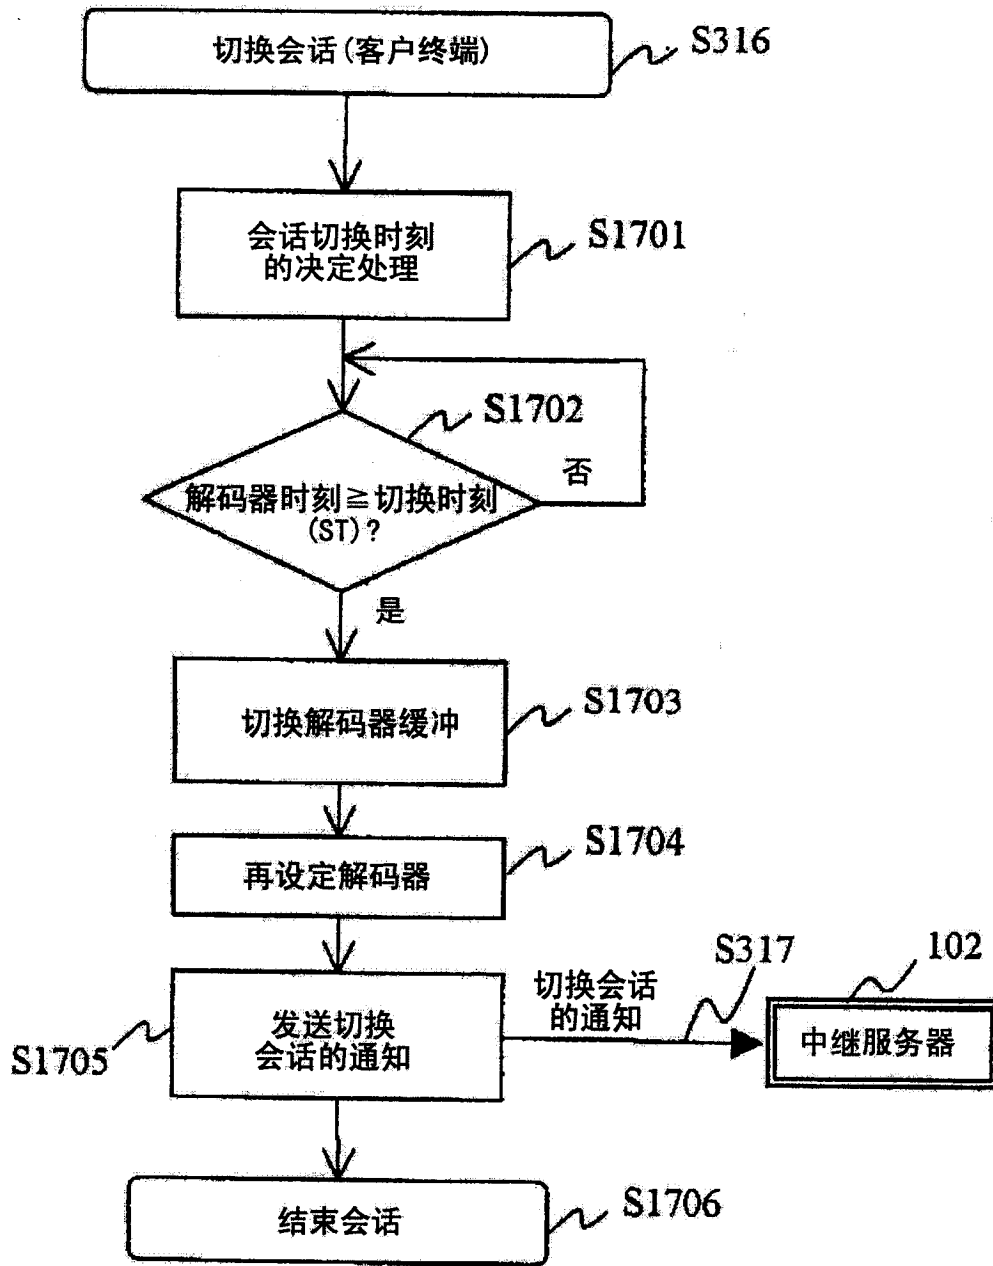 切换会话(客户终端)
S316
会话切换时刻
的决定处理
S1701
S1702
否
解码器时刻≧切换时刻
(ST)?
是
切换解码器缓冲
S1703
再设定解码器
S1704
S317
102
切换会话
的通知
发送切换
会话的通知
中继服务器
S1705
结束会话
S1706